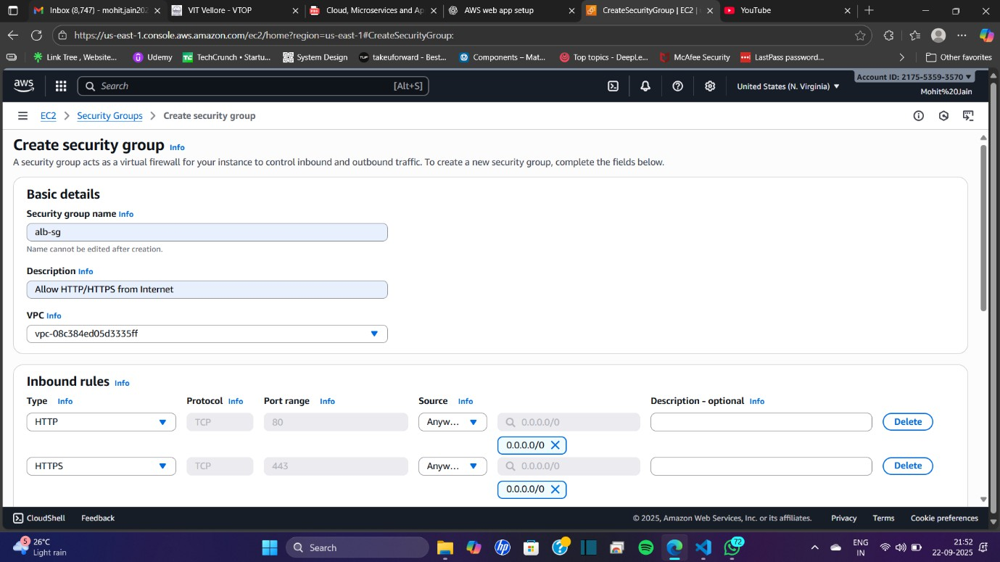 Inbox (8,747) - mohit.jain202
VIT Vellore - VTOP
Cloud, Microservices and Ap
AWS web app setup
CreateSecurityGroup | EC2 |
YouTube
https://us-east-1.console.aws.amazon.com/ec2/home?region=us-east-1#CreateSecurityGroup:
Link Tree , Website...
Udemy
TechCrunch • Startu...
System Design
takeuforward - Best...
Components – Mat...
Top topics - DeepLe...
McAfee Security
LastPass password...
Other favorites
aws
Search
[Alt+S]
United States (N. Virginia)
Account ID: 2175-5359-3570
Mohit%20Jain
EC2 > Security Groups > Create security group
Create security group Info
A security group acts as a virtual firewall for your instance to control inbound and outbound traffic. To create a new security group, complete the fields below.
Basic details
Security group name Info
alb-sg
Name cannot be edited after creation.
Description Info
Allow HTTP/HTTPS from Internet
VPC Info
vpc-08c384ed05d3335ff
Inbound rules Info
Type Info Protocol Info Port range Info Source Info Description - optional Info
HTTP TCP 80 Anyw... 0.0.0.0/0 Delete
0.0.0.0/0
HTTPS TCP 443 Anyw... 0.0.0.0/0 Delete
0.0.0.0/0
CloudShell Feedback © 2025, Amazon Web Services, Inc. or its affiliates. Privacy Terms Cookie preferences
5
26°C
Light rain
Search
hp
72
ENG
IN
21:52
22-09-2025